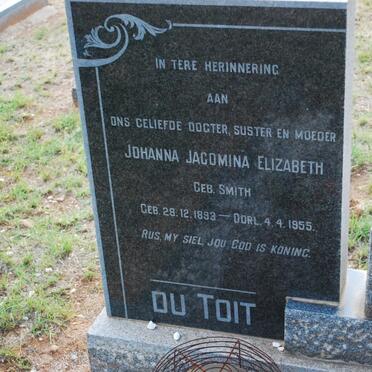 IN TERE HERINNERING
AAN
ONS GELIEFDE DOGTER, SUSTER EN MOEDER
JOHANNA JACOMINA ELIZABETH
GEB. SMITH
GEB. 29. 12. 1893 — OORL. 4. 4. 1955.
RUS, MY SIEL, JOU GOD IS KONING.
DU TOIT